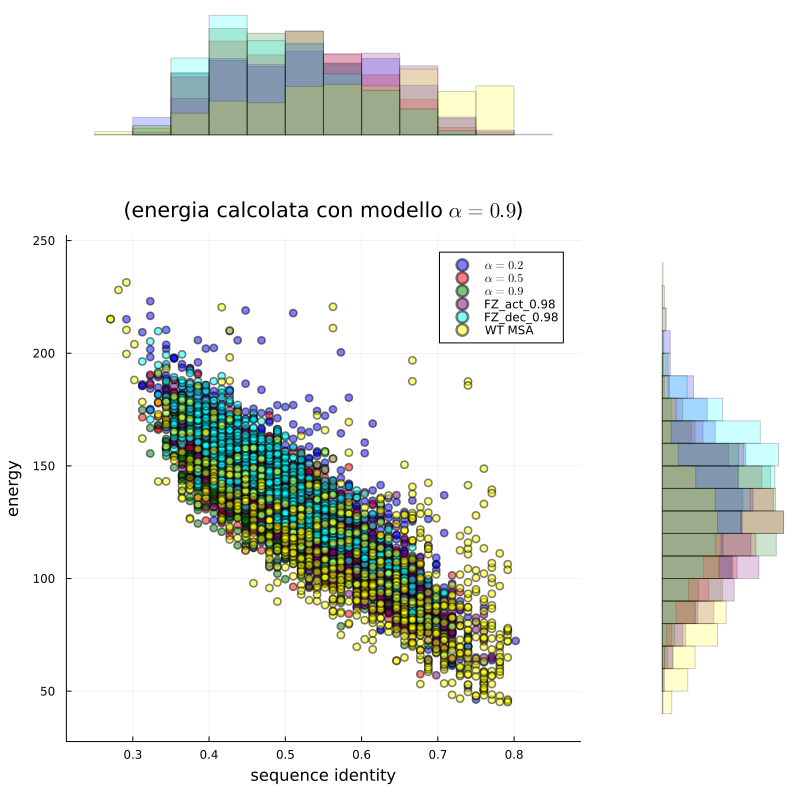 (energia calcolata con modello α = 0.9)
250
200
150
100
50
energy
α = 0.2
α = 0.5
α = 0.9
FZ_act_0.98
FZ_dec_0.98
WT MSA
0.3 0.4 0.5 0.6 0.7 0.8
sequence identity